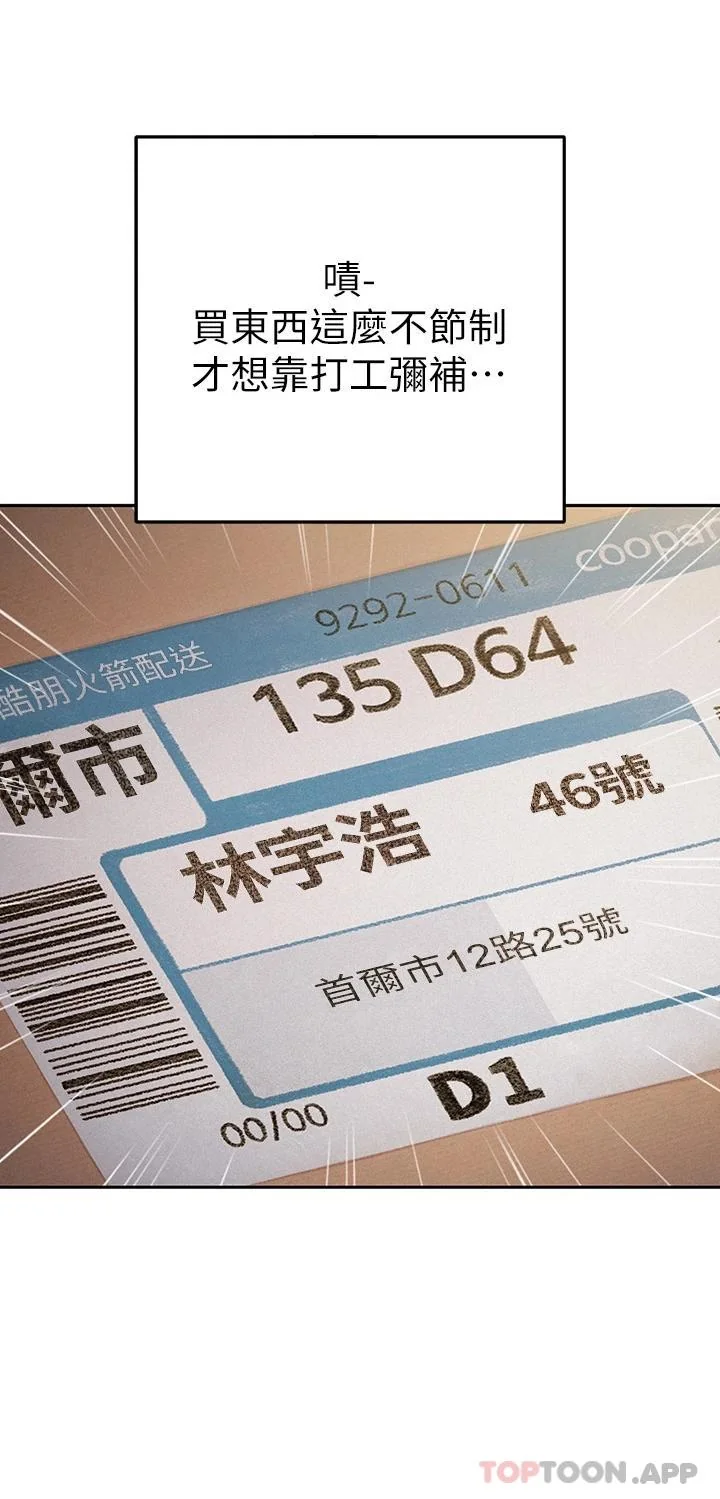 嘖-
買東西這麼不節制
才想靠打工彌補⋯
coopan
9292-0611
酷朋火箭配送
135 D64
爾市
林宇浩
46號
首爾市12路25號
00/00
D1
TOPTOON.APP